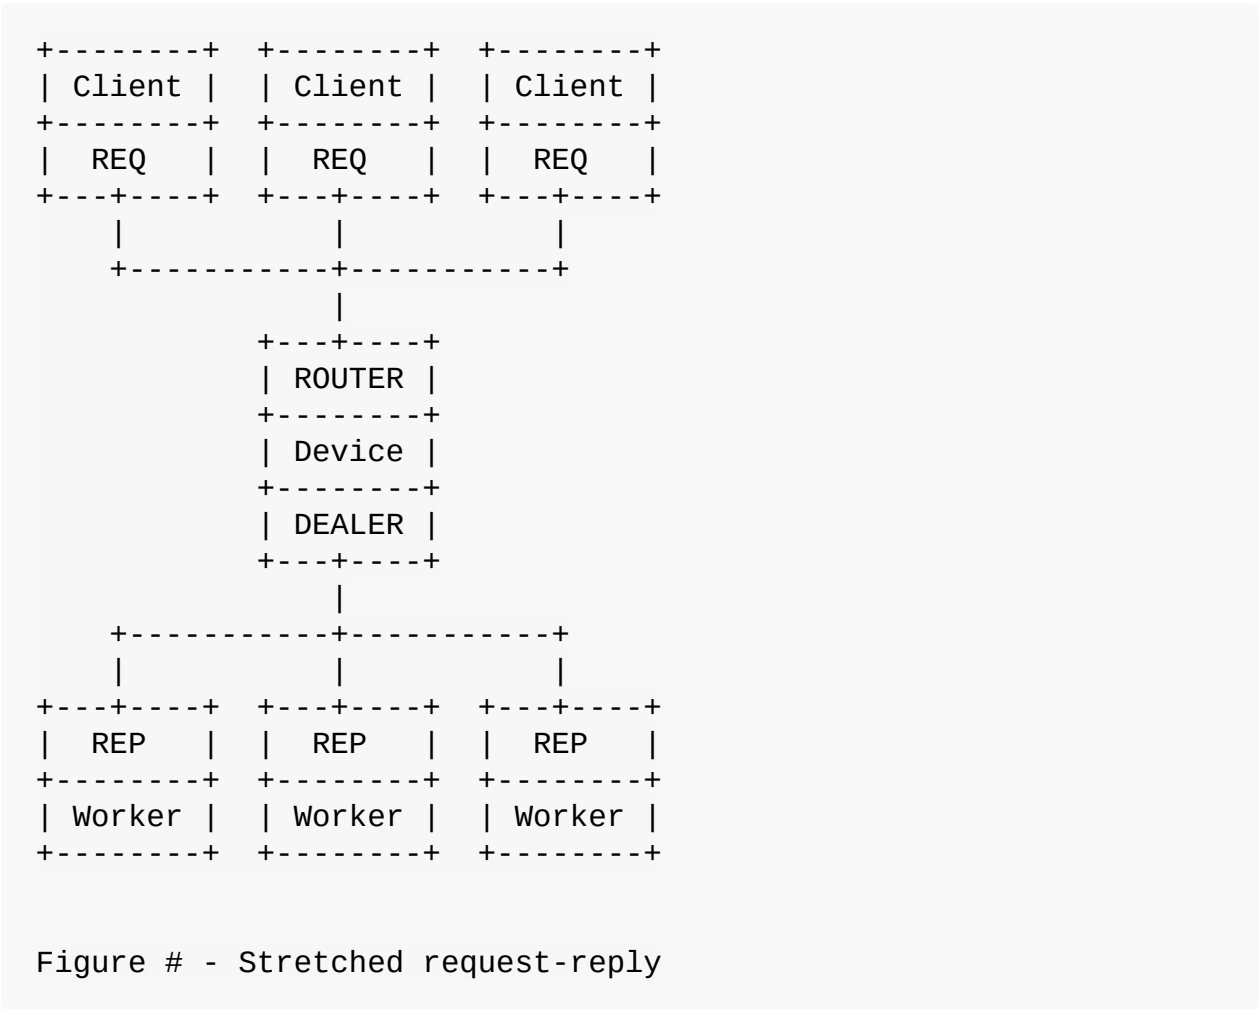 +--------+  +--------+  +--------+
| Client |  | Client |  | Client |
+--------+  +--------+  +--------+
|  REQ   |  |  REQ   |  |  REQ   |
+---+----+  +---+----+  +---+----+
    |           |           |
    +-----------+-----------+
                |
            +---+----+
            | ROUTER |
            +--------+
            | Device |
            +--------+
            | DEALER |
            +---+----+
                |
    +-----------+-----------+
    |           |           |
+---+----+  +---+----+  +---+----+
|  REP   |  |  REP   |  |  REP   |
+--------+  +--------+  +--------+
| Worker |  | Worker |  | Worker |
+--------+  +--------+  +--------+

Figure # - Stretched request-reply